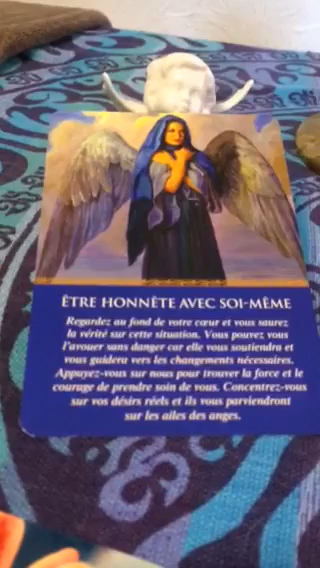 ÊTRE HONNÊTE AVEC SOI-MÊME
Regardez au fond de votre cœur et vous saurez
la vérité sur cette situation. Vous pouvez vous
l'avouer sans danger car elle vous soutiendra et
vous guidera vers les changements nécessaires.
Appuyez-vous sur nous pour trouver la force et le
courage de prendre soin de vous. Concentrez-vous
sur vos désirs réels et ils vous parviendront
sur les ailes des anges.